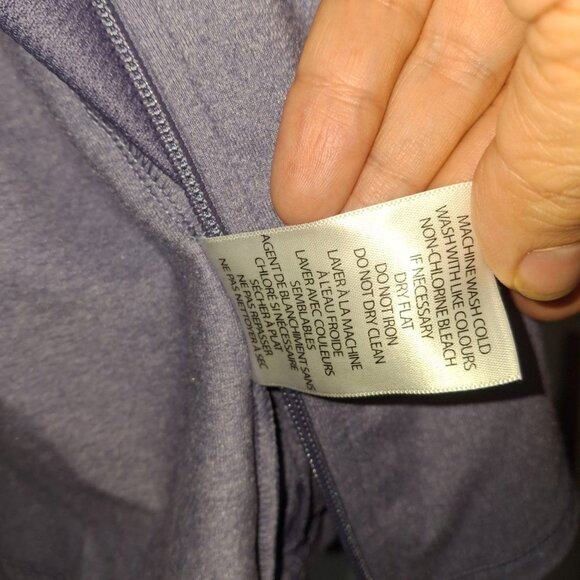 MACHINE WASH COLD
WASH WITH LIKE COLOURS
NON-CHLORINE BLEACH
IF NECESSARY
DRY FLAT
DO NOT IRON
DO NOT DRY CLEAN
LAVER À LA MACHINE
À L'EAU FROIDE
LAVER AVEC COULEURS
SEMBLABLES
AGENT DE BLANCHIMENT SANS
CHLORE SI NÉCESSAIRE
SÉCHER À PLAT
NE PAS REPASSER
NE PAS NETTOYER À SEC